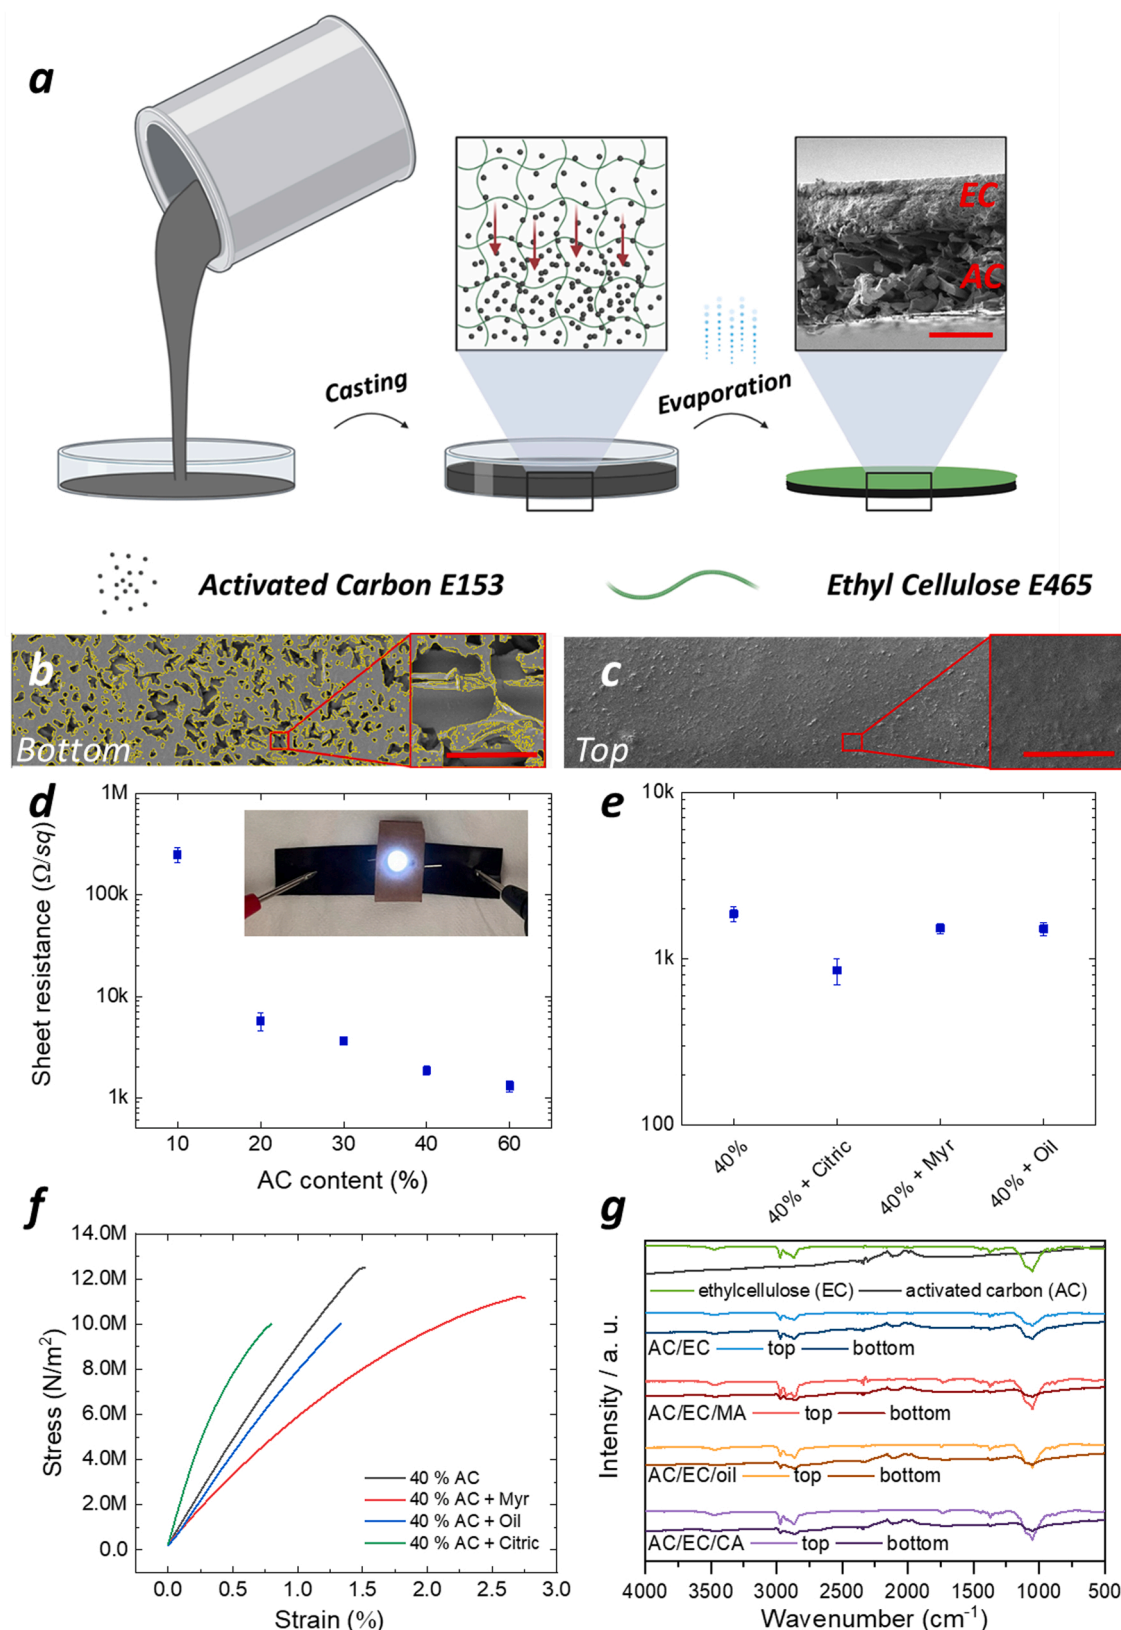 a
EC
AC
Casting
Evaporation
Activated Carbon E153
Ethyl Cellulose E465
b
Bottom
c
Top
d
Sheet resistance (Ω/sq)
1M
100k
10k
1k
10 20 30 40 60
AC content (%)
e
10k
1k
100
40%
40% + Citric
40% + Myr
40% + Oil
f
Stress (N/m²)
14.0M
12.0M
10.0M
8.0M
6.0M
4.0M
2.0M
0.0
40 % AC
40 % AC + Myr
40 % AC + Oil
40 % AC + Citric
0.0 0.5 1.0 1.5 2.0 2.5 3.0
Strain (%)
g
Intensity / a. u.
ethylcellulose (EC) activated carbon (AC)
AC/EC top bottom
AC/EC/MA top bottom
AC/EC/oil top bottom
AC/EC/CA top bottom
4000 3500 3000 2500 2000 1500 1000 500
Wavenumber (cm⁻¹)